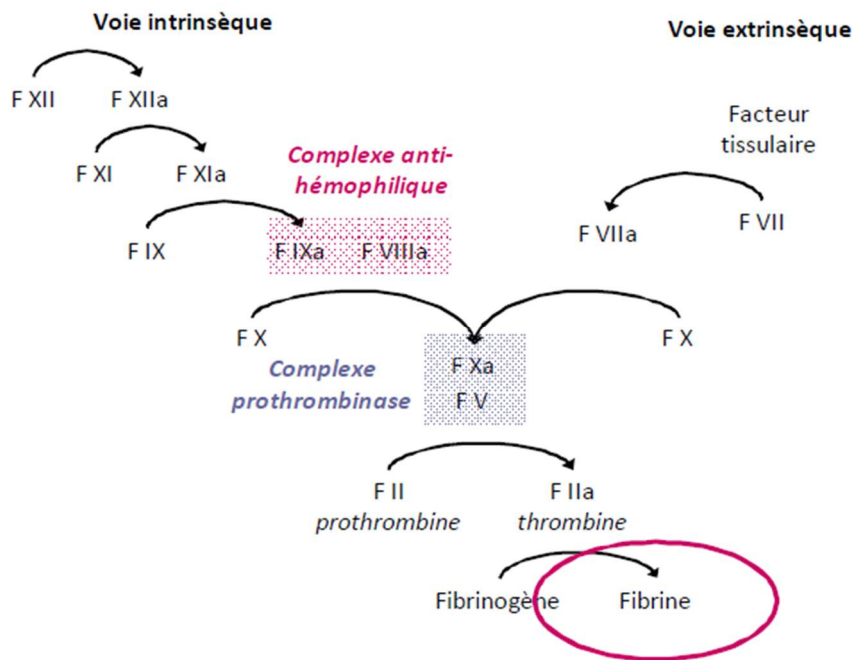 Voie intrinsèque
Voie extrinsèque
F XII F XIIa
Facteur
tissulaire
F XI F XIa
Complexe anti-
hémophilique
F VIIa F VII
F IX F IXa F VIIIa
F X F X
Complexe
prothrombinase
F Xa
F V
F II F IIa
prothrombine thrombine
Fibrinogène Fibrine